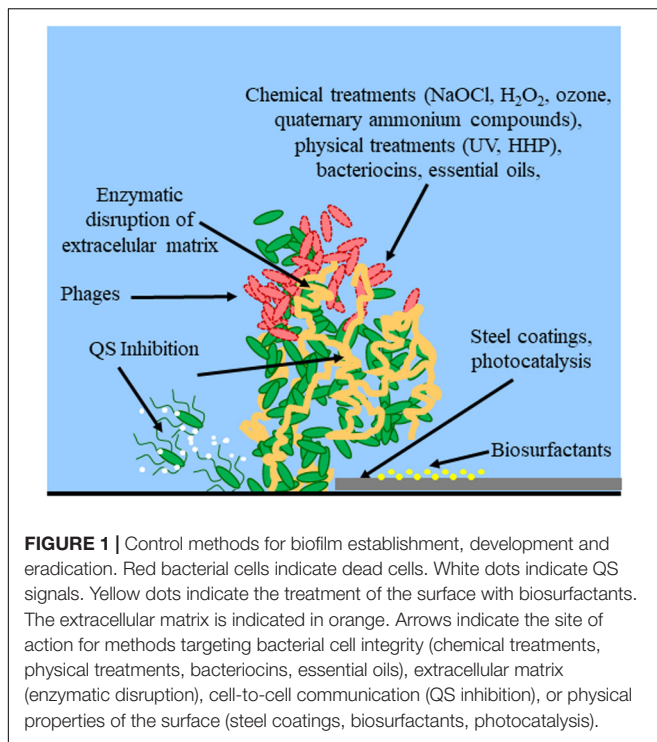 Chemical treatments (NaOCl, H₂O₂, ozone,
quaternary ammonium compounds),
physical treatments (UV, HHP),
bacteriocins, essential oils,
Enzymatic
disruption of
extracelular matrix
Phages
QS Inhibition
Steel coatings,
photocatalysis
Biosurfactants
FIGURE 1 | Control methods for biofilm establishment, development and
eradication. Red bacterial cells indicate dead cells. White dots indicate QS
signals. Yellow dots indicate the treatment of the surface with biosurfactants.
The extracellular matrix is indicated in orange. Arrows indicate the site of
action for methods targeting bacterial cell integrity (chemical treatments,
physical treatments, bacteriocins, essential oils), extracellular matrix
(enzymatic disruption), cell-to-cell communication (QS inhibition), or physical
properties of the surface (steel coatings, biosurfactants, photocatalysis).